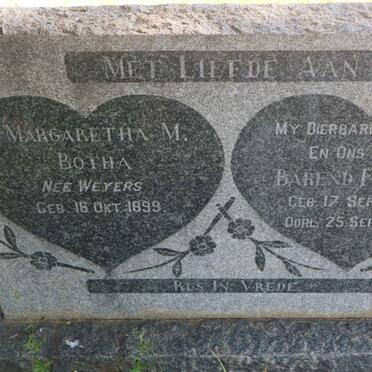 MET LIEFDE AAN
MARGARETHA M.
BOTHA
NEE WEYERS
GEB. 16 OKT. 1899.
MY DIERBAR
EN ONS
BAREND
GEB. 17 SEP
OORL. 25 SEP
RUS IN VREDE